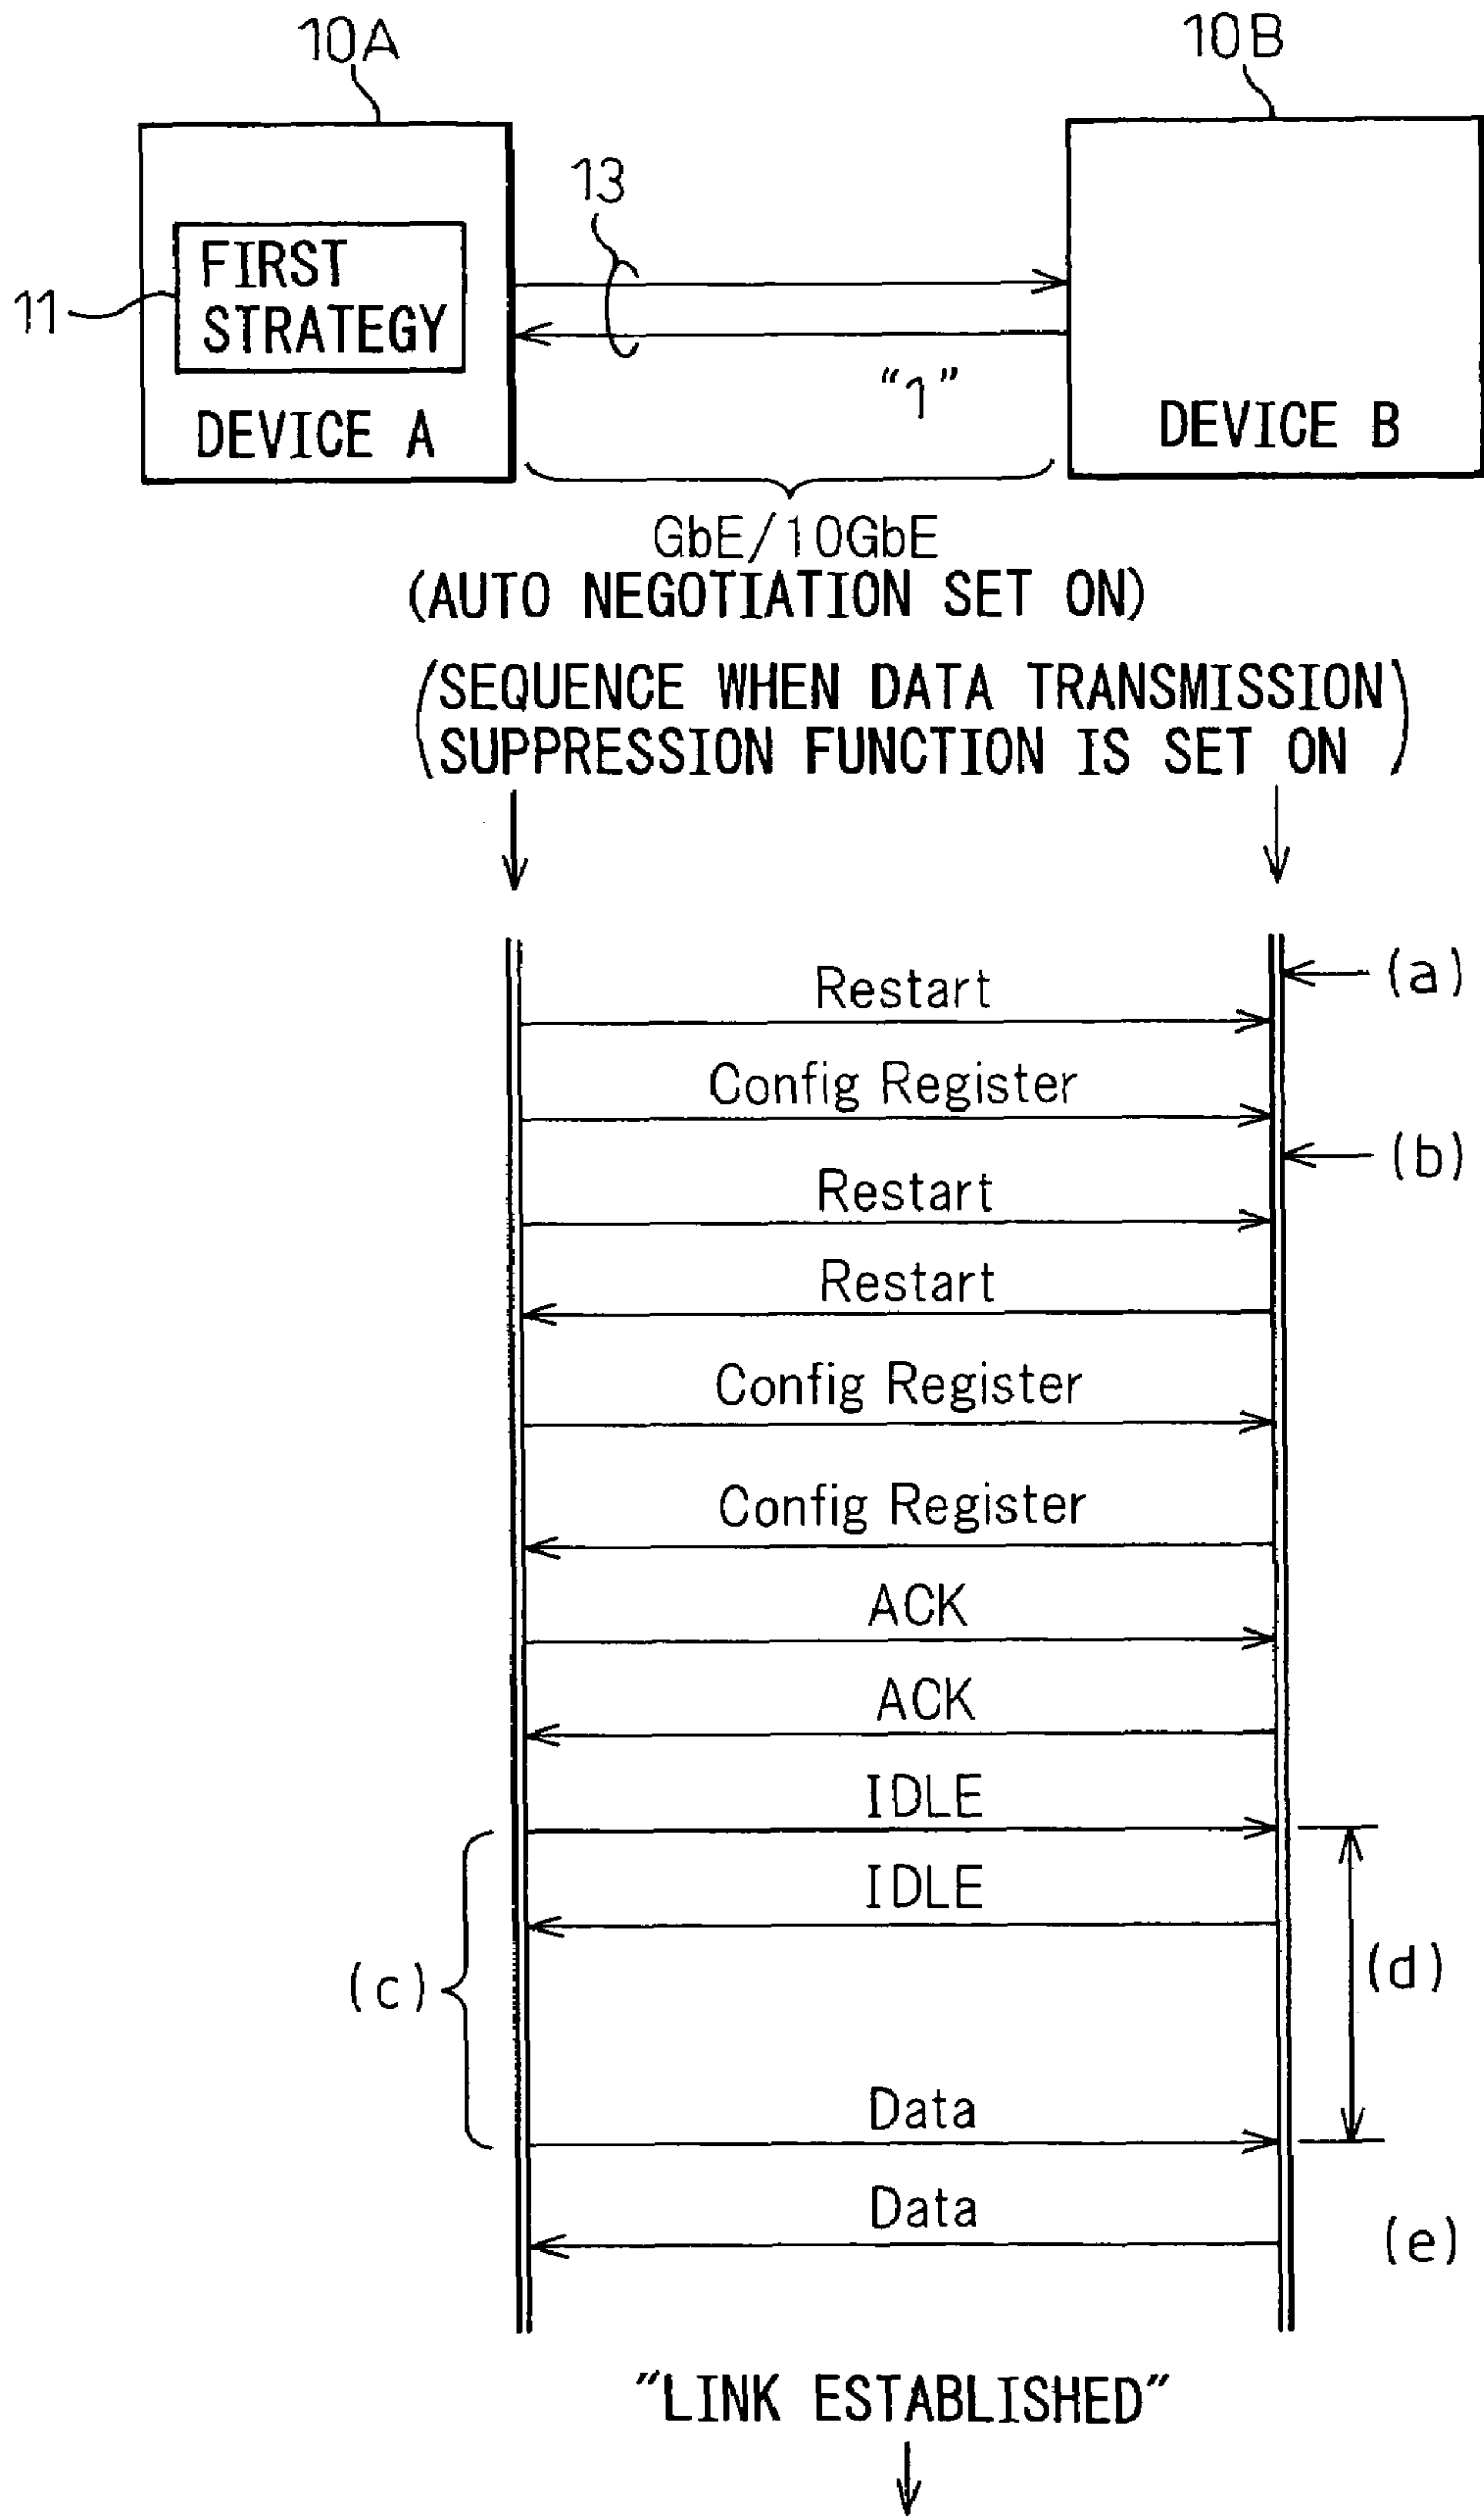 10A
10B
13
FIRST
STRATEGY
11
"1"
DEVICE A
DEVICE B
GbE/10GbE
(AUTO NEGOTIATION SET ON)
(SEQUENCE WHEN DATA TRANSMISSION
SUPPRESSION FUNCTION IS SET ON)
(a)
Restart
Config Register
(b)
Restart
Restart
Config Register
Config Register
ACK
ACK
IDLE
IDLE
(c)
(d)
Data
Data
(e)
"LINK ESTABLISHED"